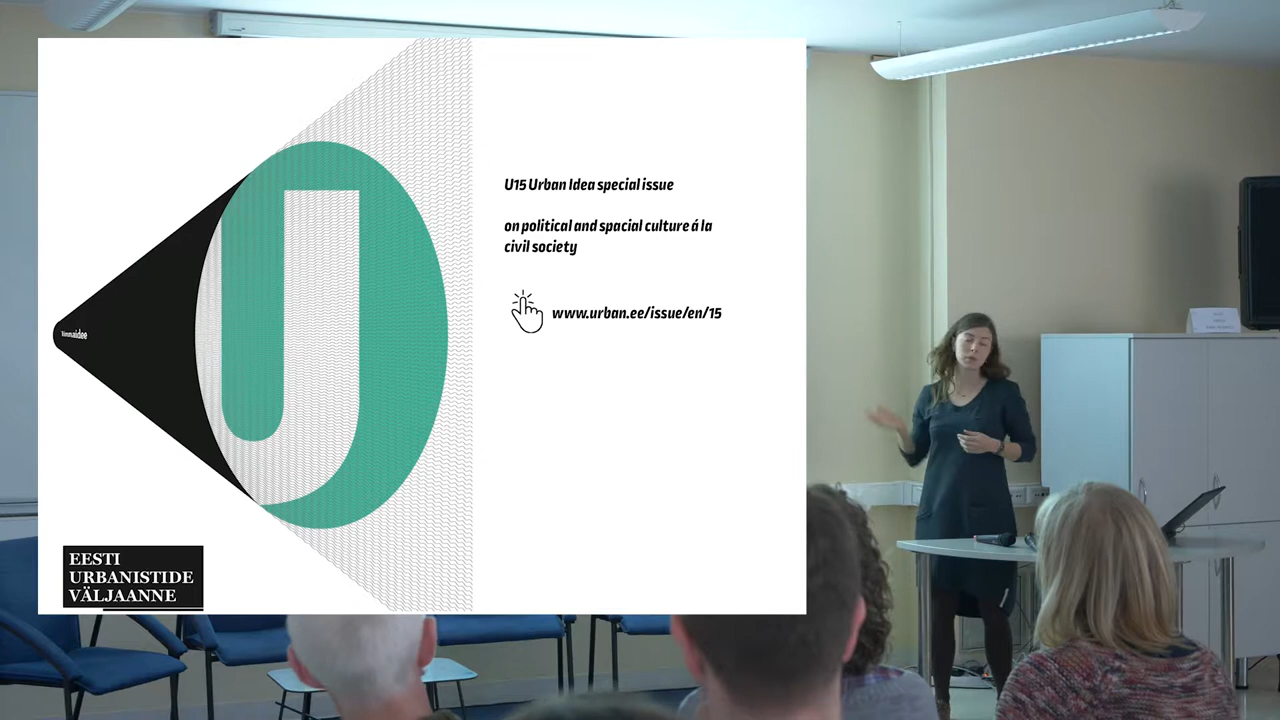 U15 Urban Idea special issue
on political and spacial culture á la
civil society
www.urban.ee/issue/en/15
linnaidee
EESTI
URBANISTIDE
VÄLJAANNE